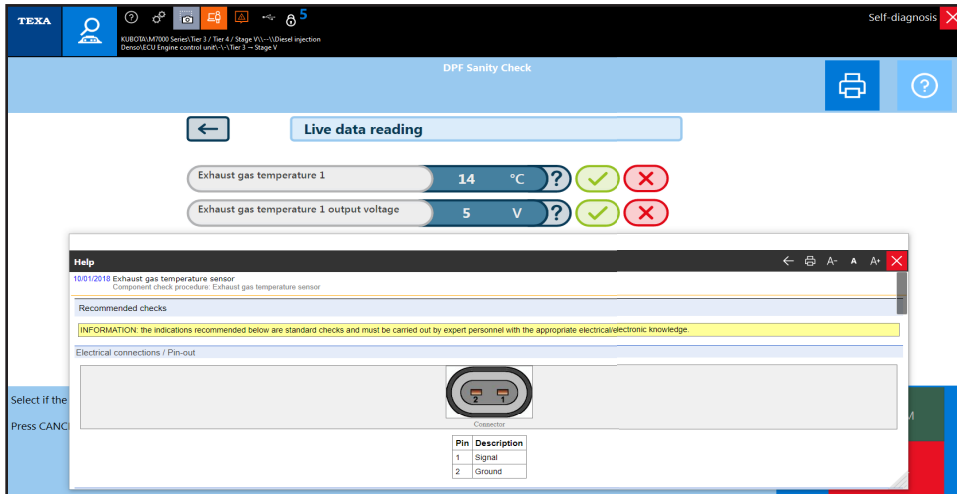 TEXA
5
Self-diagnosis
KUBOTA\M7000 Series\Tier 3 / Tier 4 / Stage V\\--\\Diesel injection
Denso\ECU Engine control unit\-\-\Tier 3 -- Stage V
DPF Sanity Check
?
Live data reading
Exhaust gas temperature 1 14 °C ?
Exhaust gas temperature 1 output voltage 5 V ?
Help A- A A+
10/01/2018 Exhaust gas temperature sensor
Component check procedure: Exhaust gas temperature sensor
Recommended checks
INFORMATION: the indications recommended below are standard checks and must be carried out by expert personnel with the appropriate electrical/electronic knowledge.
Electrical connections / Pin-out
2 1
Connector
Pin Description
1 Signal
2 Ground
Select if the
Press CANC
M